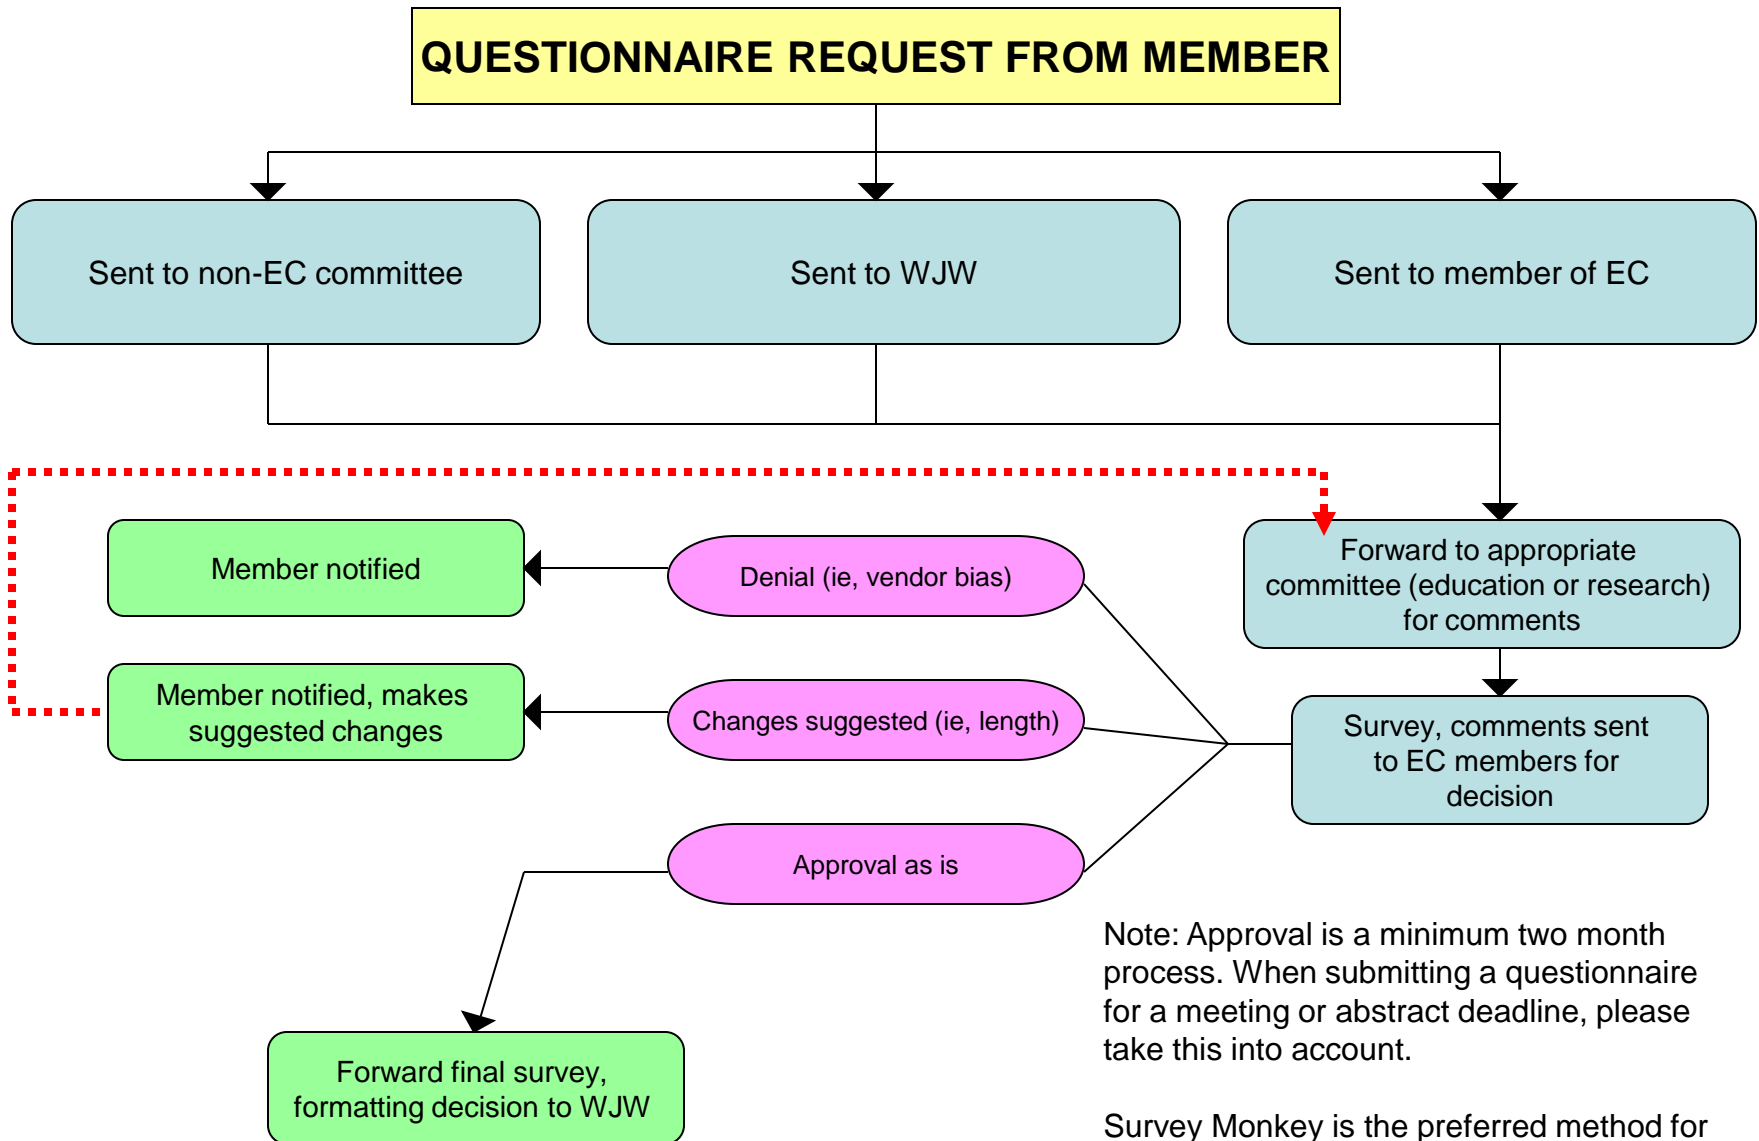 QUESTIONNAIRE REQUEST FROM MEMBER
Sent to non-EC committee
Sent to WJW
Sent to member of EC
Member notified
Denial (ie, vendor bias)
Forward to appropriate
committee (education or research)
for comments
Member notified, makes
suggested changes
Changes suggested (ie, length)
Survey, comments sent
to EC members for
decision
Approval as is
Forward final survey,
formatting decision to WJW
Note: Approval is a minimum two month
process. When submitting a questionnaire
for a meeting or abstract deadline, please
take this into account.
Survey Monkey is the preferred method for